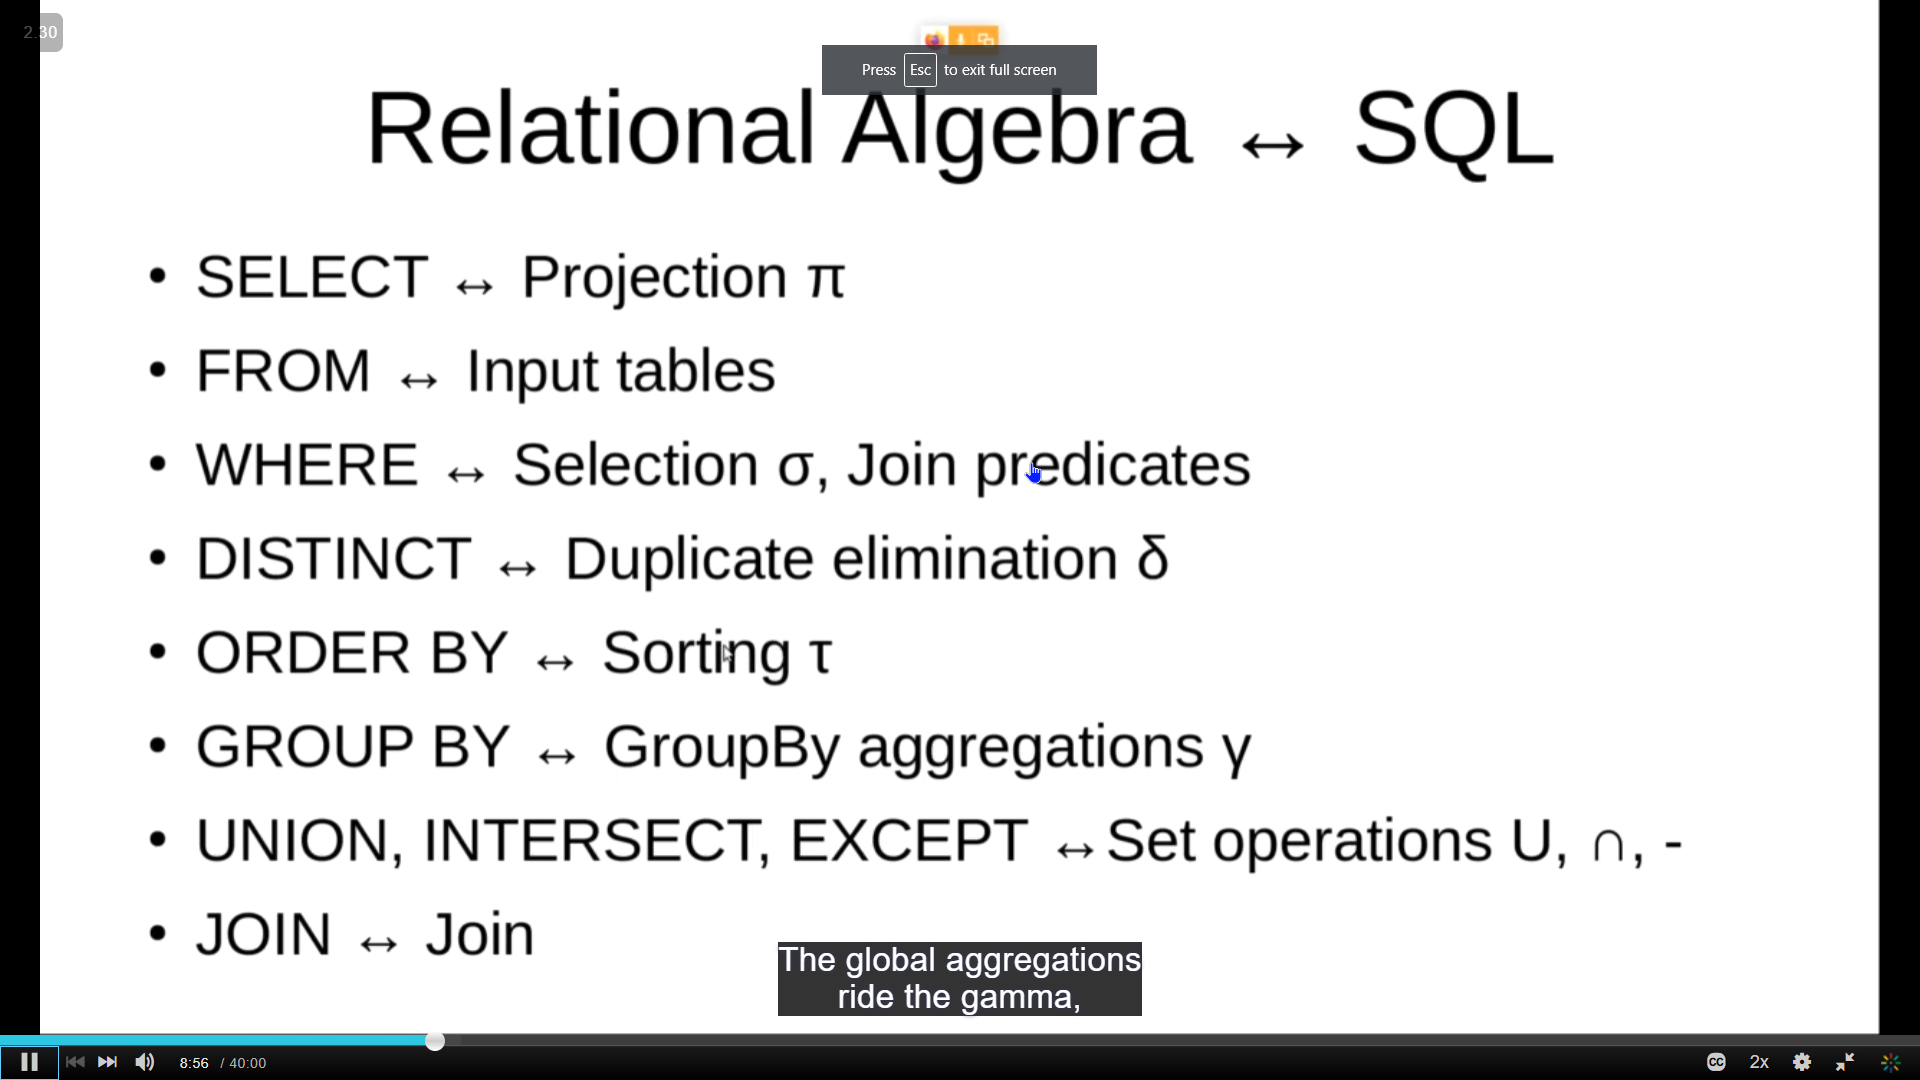 2.30
Press Esc to exit full screen
Relational Algebra ↔ SQL
• SELECT ↔ Projection π
• FROM ↔ Input tables
• WHERE ↔ Selection σ, Join predicates
• DISTINCT ↔ Duplicate elimination δ
• ORDER BY ↔ Sorting τ
• GROUP BY ↔ GroupBy aggregations γ
• UNION, INTERSECT, EXCEPT ↔Set operations U, ∩, -
• JOIN ↔ Join
The global aggregations
ride the gamma,
8:56 / 40:00 CC 2x